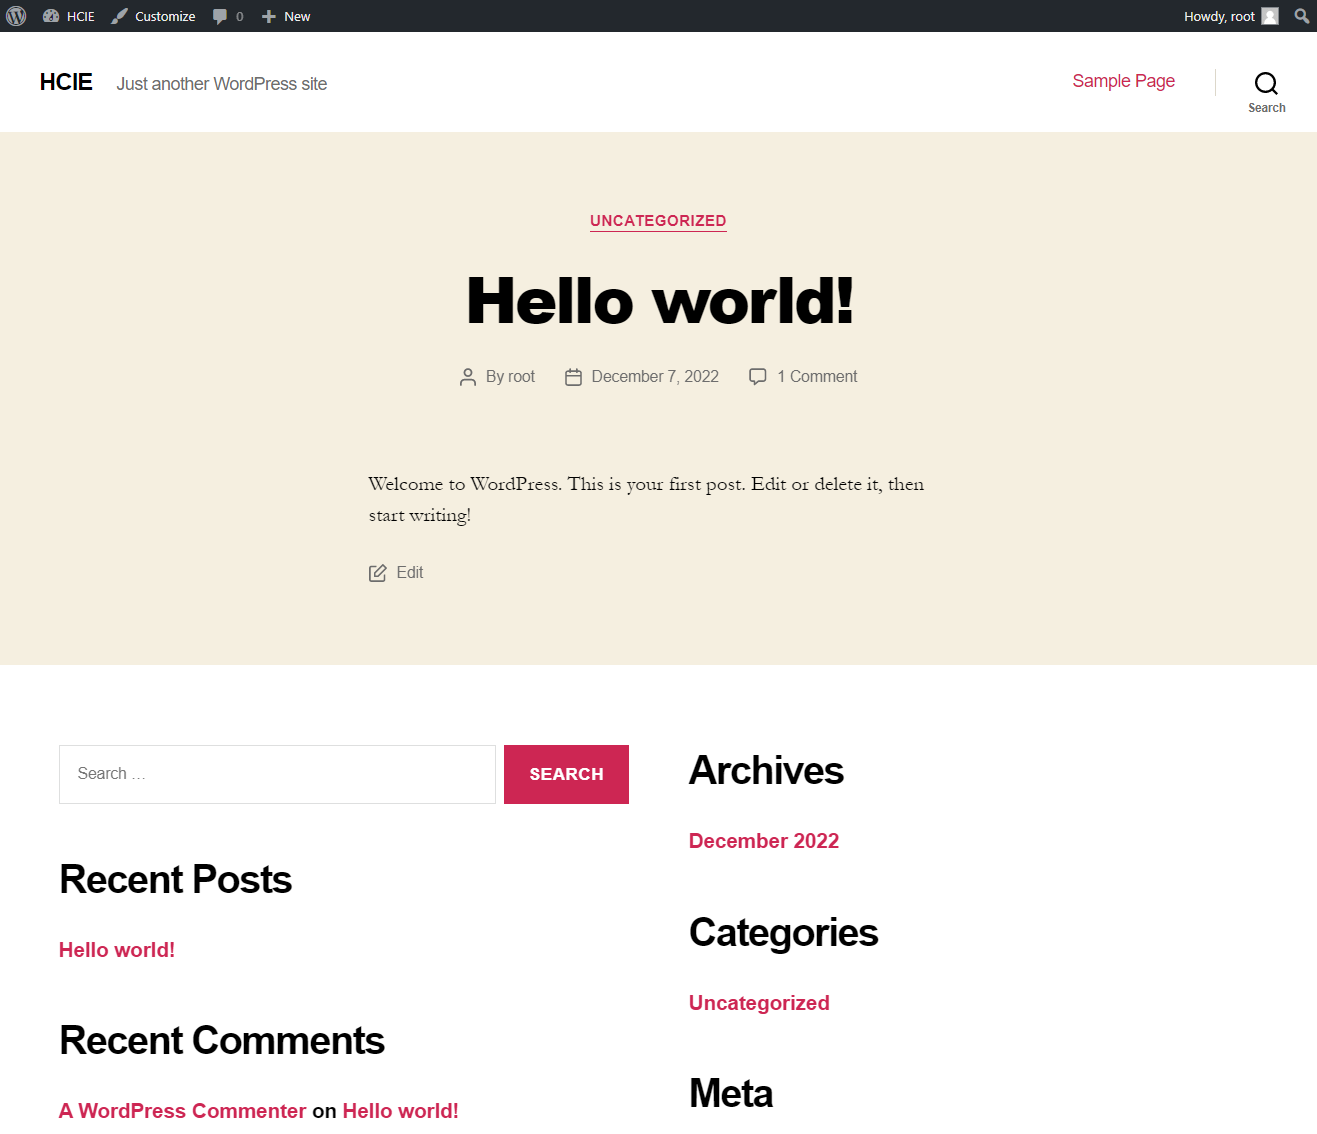 HCIE Customize 0 New Howdy, root
HCIE Just another WordPress site Sample Page
Search
UNCATEGORIZED
Hello world!
By root December 7, 2022 1 Comment
Welcome to WordPress. This is your first post. Edit or delete it, then
start writing!
Edit
Search …
SEARCH
Recent Posts
Hello world!
Recent Comments
A WordPress Commenter on Hello world!
Archives
December 2022
Categories
Uncategorized
Meta